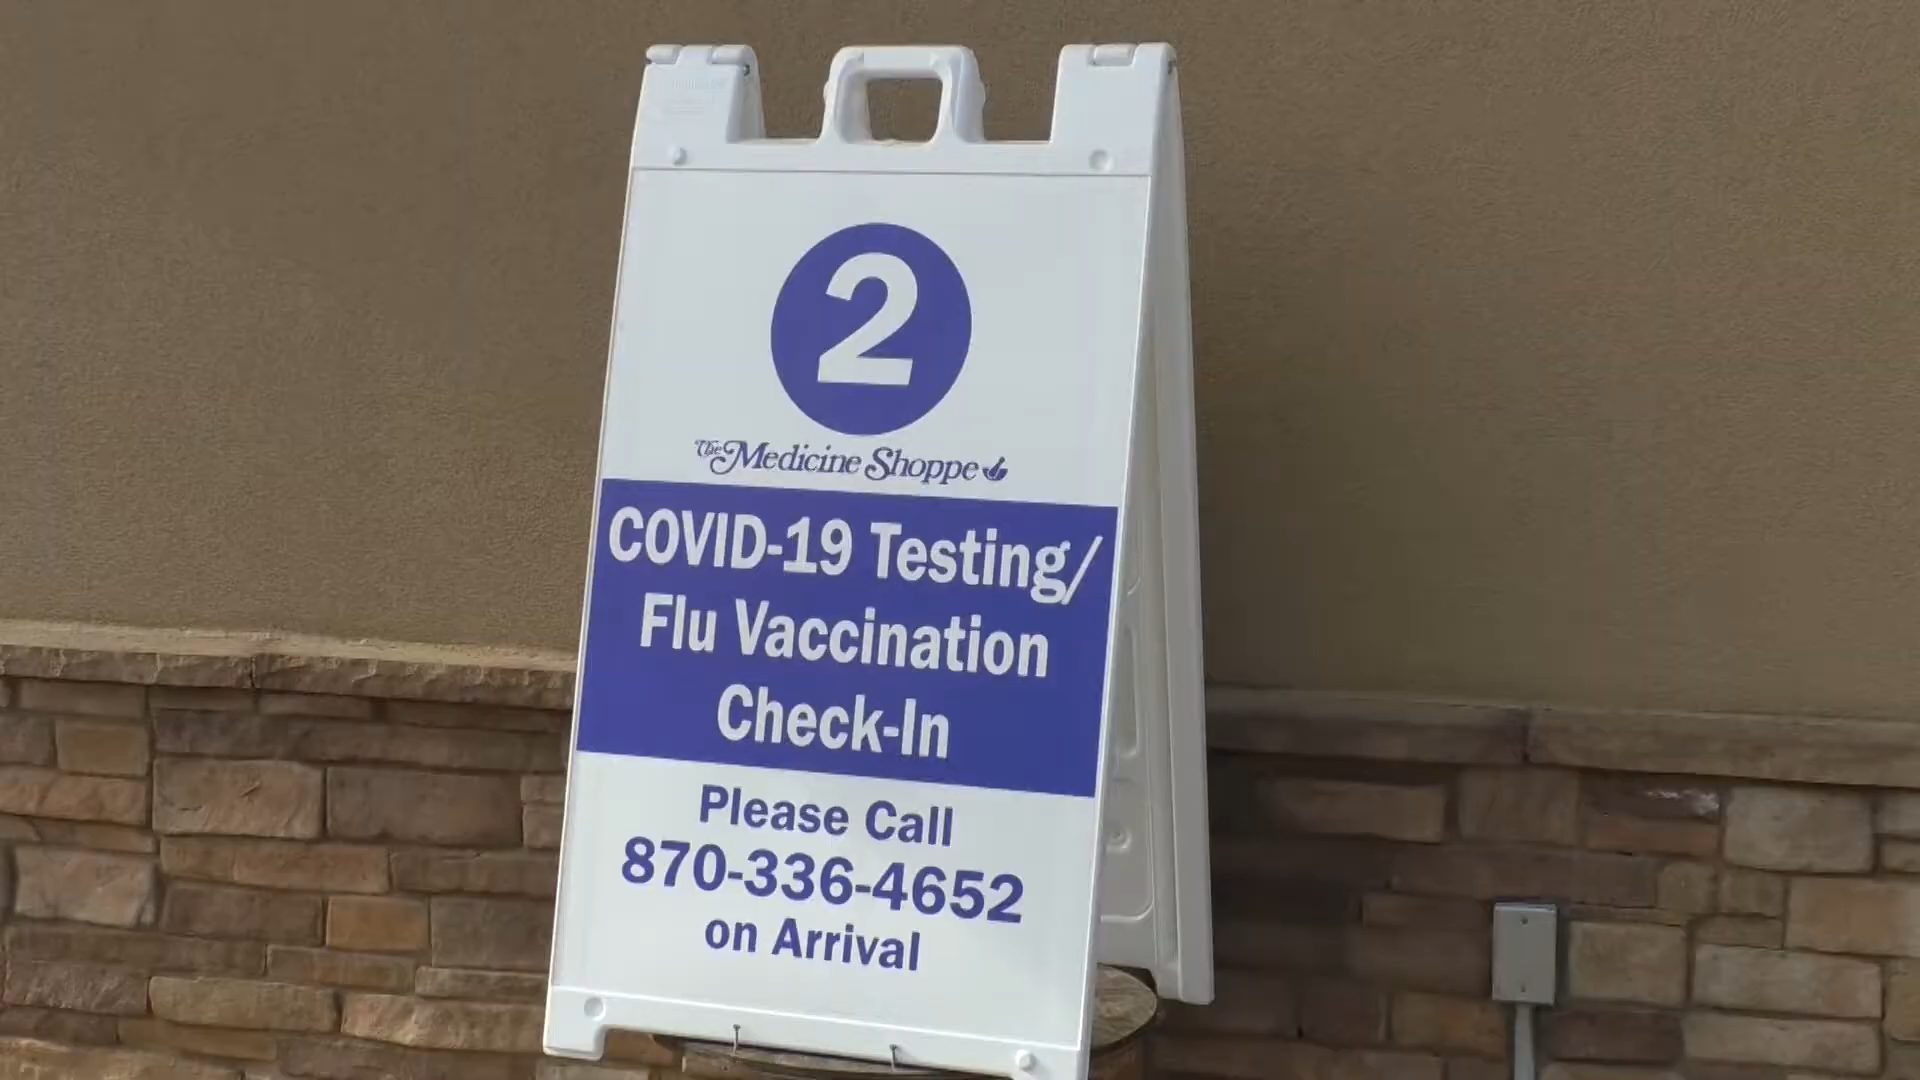 2
The Medicine Shoppe
COVID-19 Testing/
Flu Vaccination
Check-In
Please Call
870-336-4652
on Arrival